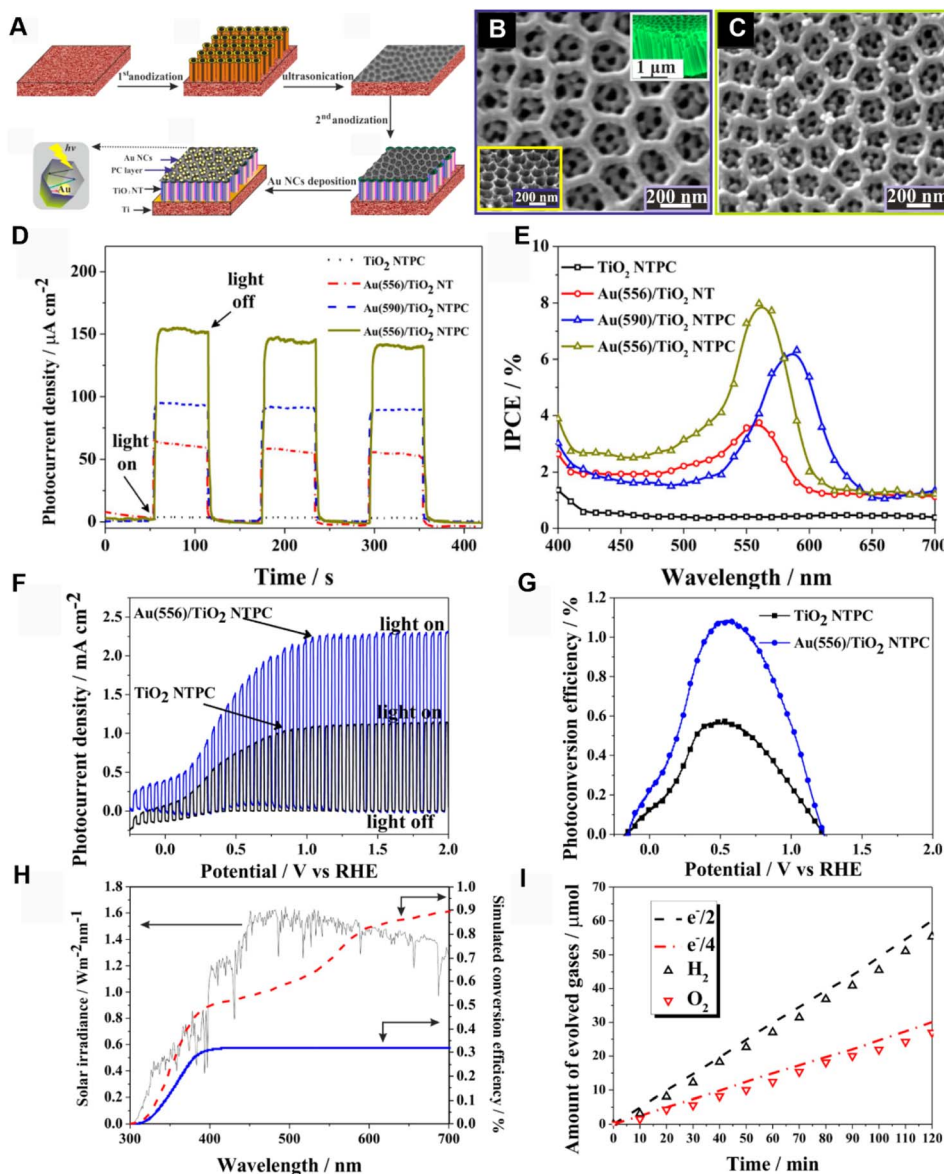 A
1st anodization
ultrasonication
2nd anodization
hν
Au
Au NCs
PC layer
TiO2 NT
Ti
Au NCs deposition
B
1 µm
200 nm
200 nm
C
200 nm
D
Photocurrent density / µA cm-2
200
150
100
50
0
light on
light off
TiO2 NTPC
Au(556)/TiO2 NT
Au(590)/TiO2 NTPC
Au(556)/TiO2 NTPC
0 100 200 300 400
Time / s
E
IPCE / %
10
8
6
4
2
0
TiO2 NTPC
Au(556)/TiO2 NT
Au(590)/TiO2 NTPC
Au(556)/TiO2 NTPC
400 450 500 550 600 650 700
Wavelength / nm
F
Photocurrent density / mA cm-2
2.5
2.0
1.5
1.0
0.5
0.0
Au(556)/TiO2 NTPC
light on
TiO2 NTPC
light on
light off
0.0 0.5 1.0 1.5 2.0
Potential / V vs RHE
G
Photoconversion efficiency / %
1.2
1.0
0.8
0.6
0.4
0.2
0.0
TiO2 NTPC
Au(556)/TiO2 NTPC
0.0 0.5 1.0 1.5 2.0
Potential / V vs RHE
H
Solar irradiance / Wm-2nm-1
1.8
1.6
1.4
1.2
1.0
0.8
0.6
0.4
0.2
0.0
1.0
0.9
0.8
0.7
0.6
0.5
0.4
0.3
0.2
0.1
0.0
Simulated conversion efficiency / %
300 400 500 600 700
Wavelength / nm
I
Amount of evolved gases / µmol
70
60
50
40
30
20
10
0
e-/2
e-/4
H2
O2
0 10 20 30 40 50 60 70 80 90 100 110 120
Time / min